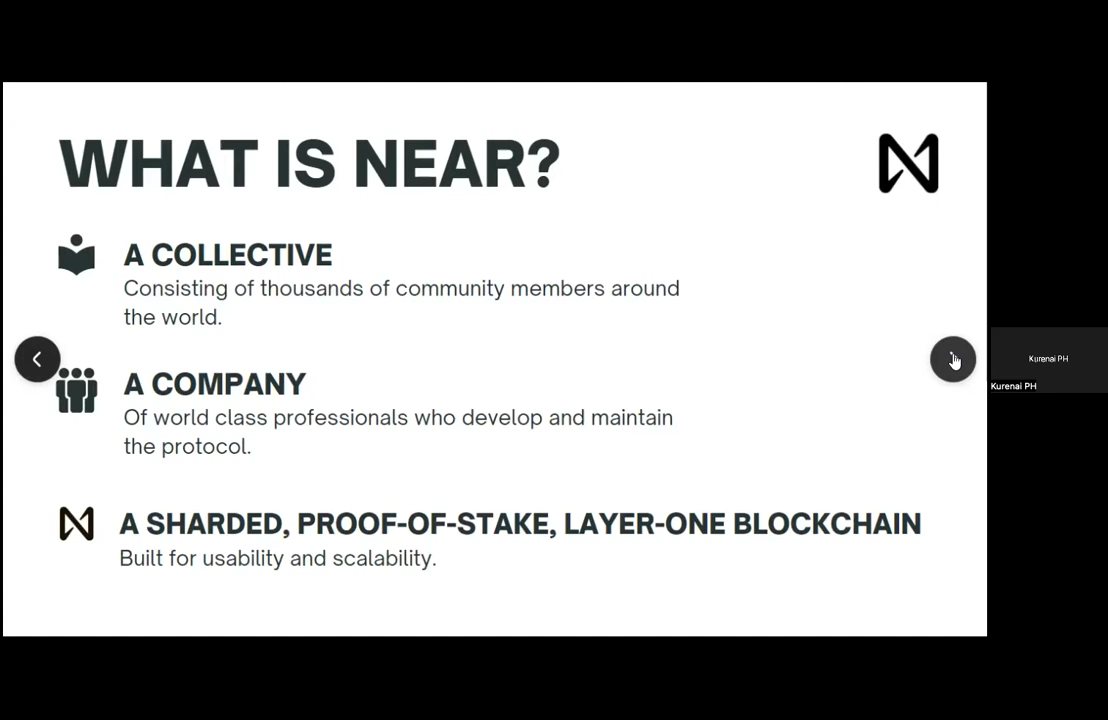 WHAT IS NEAR?
A COLLECTIVE
Consisting of thousands of community members around
the world.
A COMPANY
Of world class professionals who develop and maintain
the protocol.
A SHARDED, PROOF-OF-STAKE, LAYER-ONE BLOCKCHAIN
Built for usability and scalability.
Kurenai PH
Kurenai PH